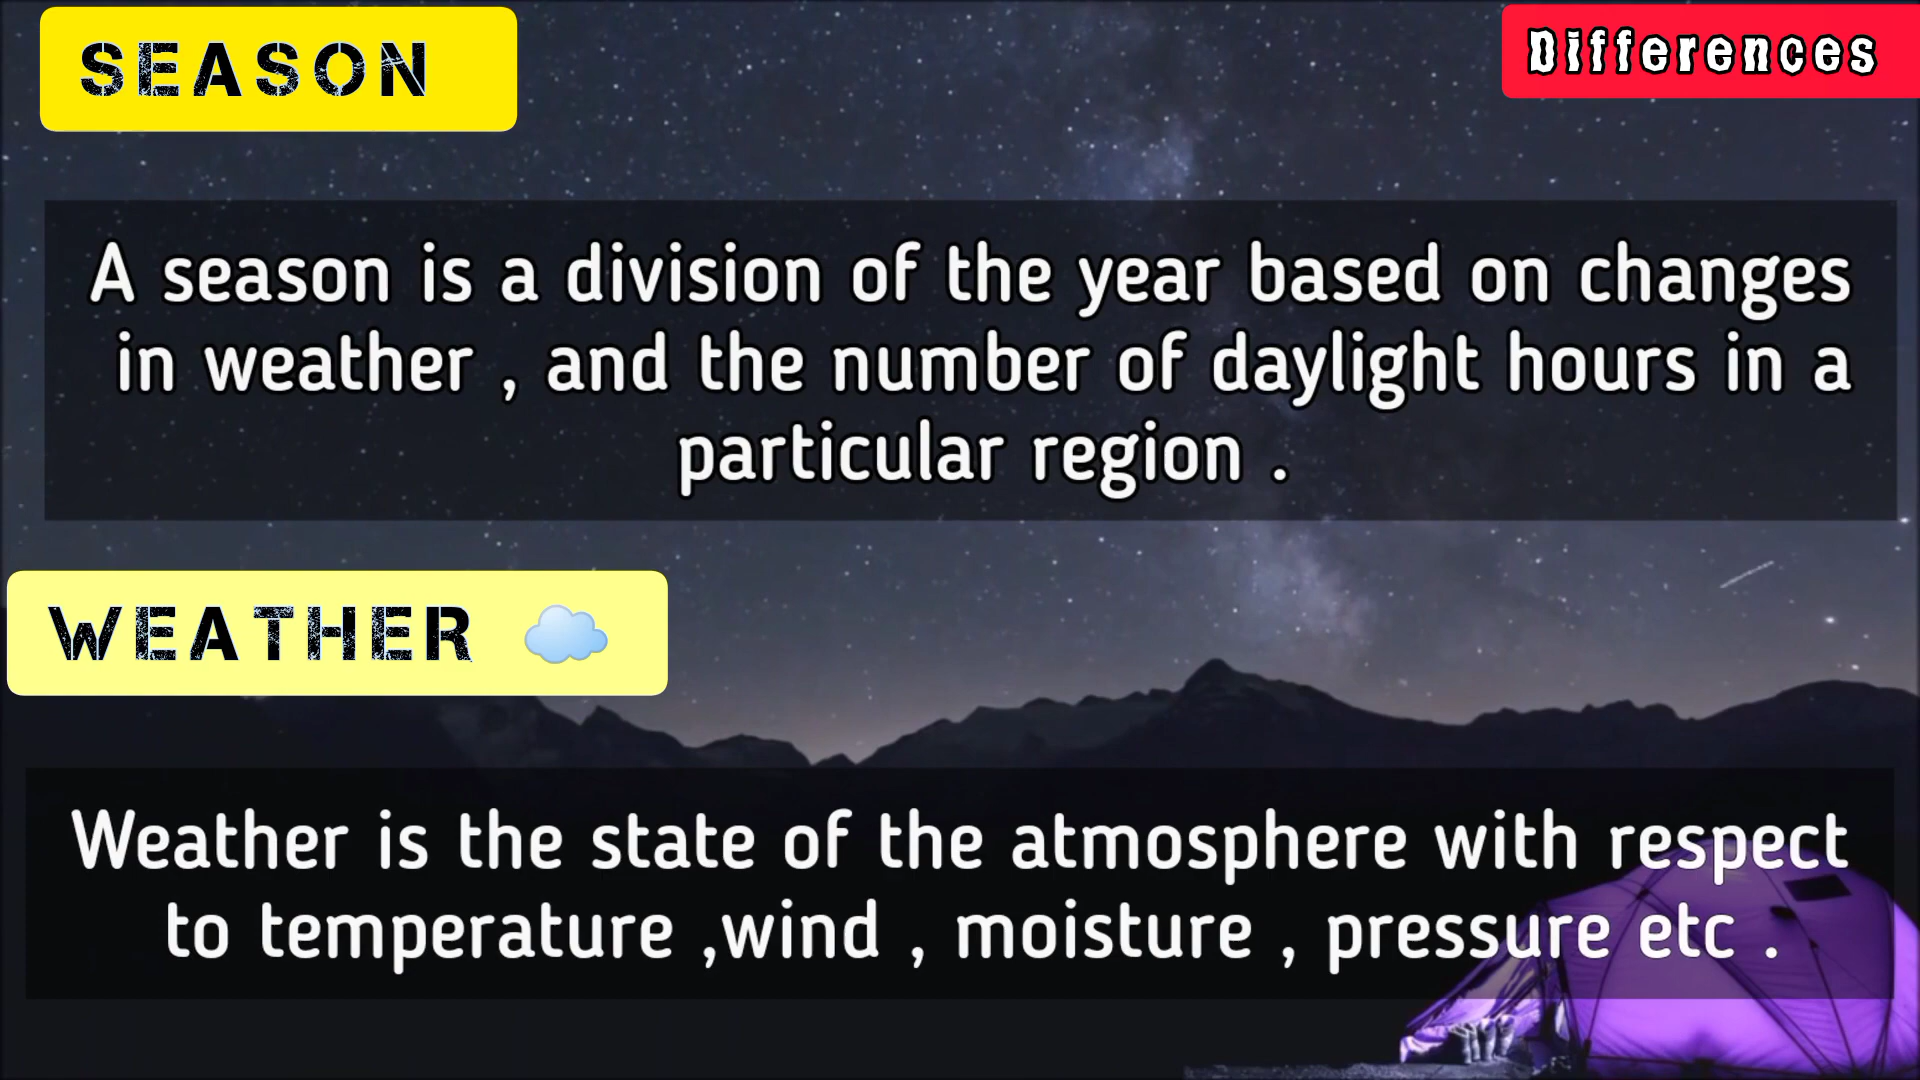 SEASON
Differences
A season is a division of the year based on changes
in weather , and the number of daylight hours in a
particular region .
WEATHER ☁️
Weather is the state of the atmosphere with respect
to temperature ,wind , moisture , pressure etc .